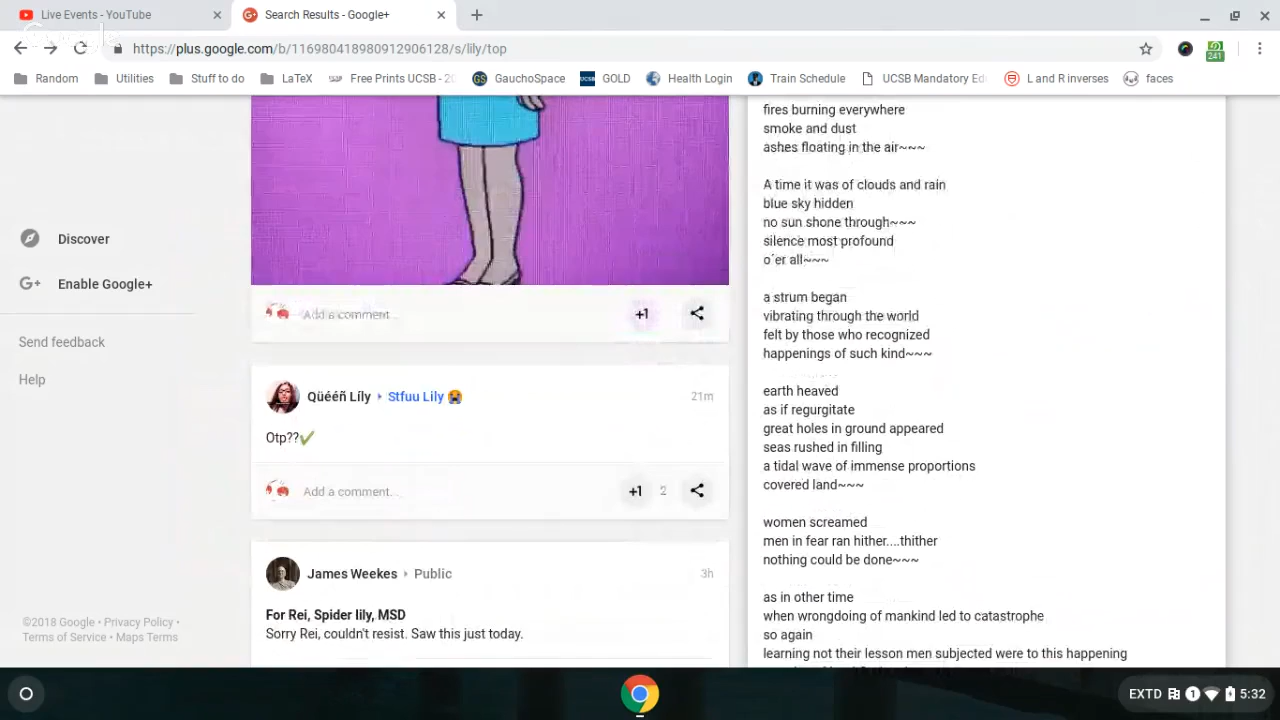 Live Events - YouTube
Search Results - Google+
https://plus.google.com/b/116980418980912906128/s/lily/top
241
Random
Utilities
Stuff to do
LaTeX
Free Prints UCSB - 20
GauchoSpace
GOLD
Health Login
Train Schedule
UCSB Mandatory Ed
L and R inverses
faces
Discover
G+ Enable Google+
Send feedback
Help
©2018 Google • Privacy Policy •
Terms of Service • Maps Terms
Add a comment...
+1
Qüééñ Líly ▸ Stfuu Lily 😭
21m
Otp??✔
Add a comment...
+1 2
James Weekes ▸ Public
3h
For Rei, Spider lily, MSD
Sorry Rei, couldn't resist. Saw this just today.
fires burning everywhere
smoke and dust
ashes floating in the air~~~
A time it was of clouds and rain
blue sky hidden
no sun shone through~~~
silence most profound
o´er all~~~
a strum began
vibrating through the world
felt by those who recognized
happenings of such kind~~~
earth heaved
as if regurgitate
great holes in ground appeared
seas rushed in filling
a tidal wave of immense proportions
covered land~~~
women screamed
men in fear ran hither....thither
nothing could be done~~~
as in other time
when wrongdoing of mankind led to catastrophe
so again
learning not their lesson men subjected were to this happening
EXTD 1 5:32